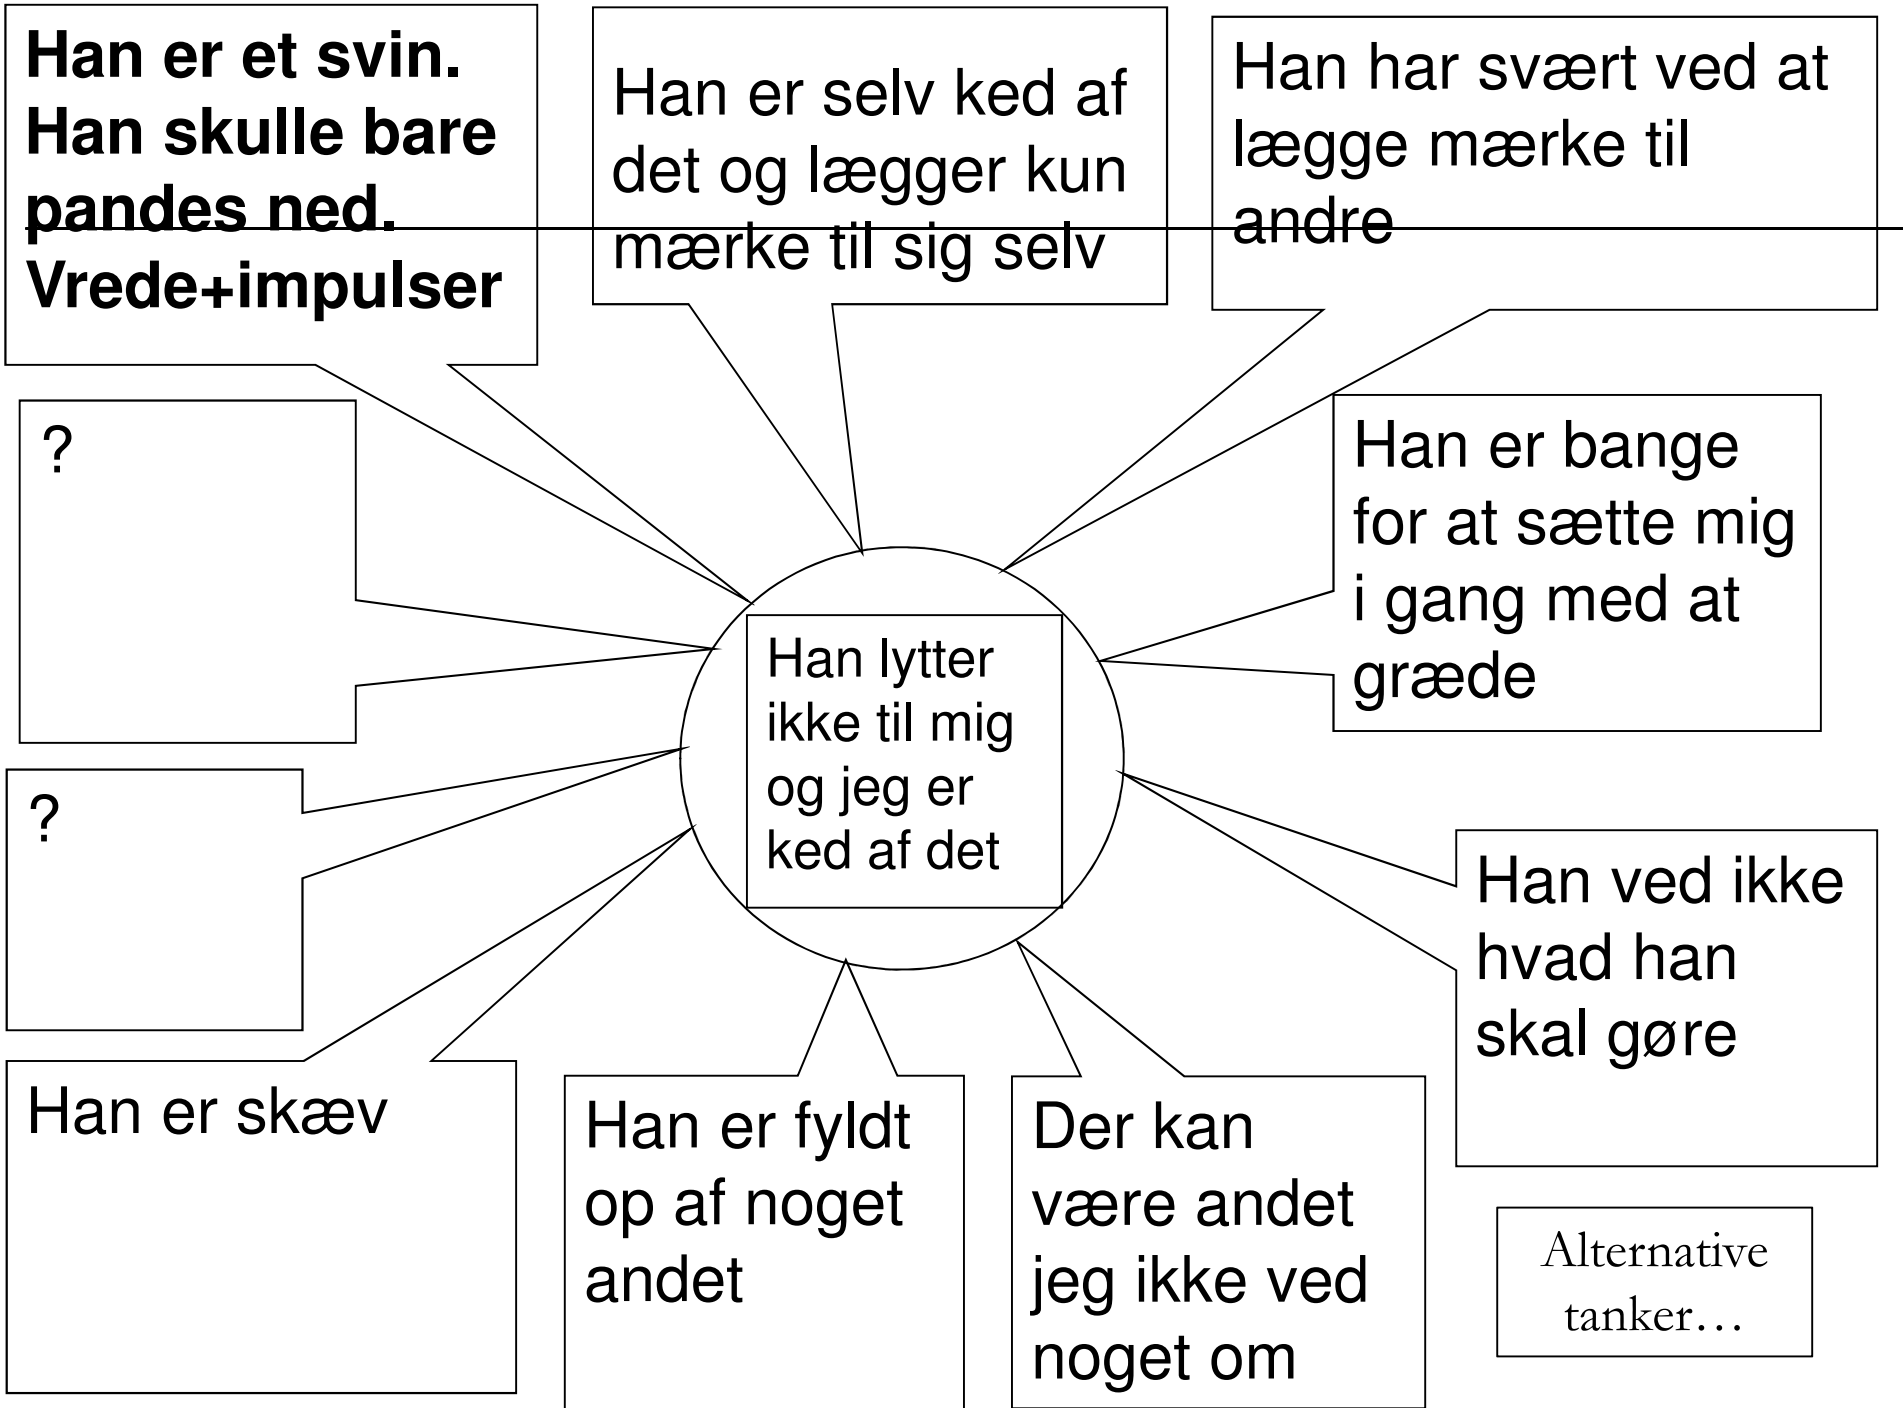 Han er et svin.
Han skulle bare
pandes ned.
Vrede+impulser
Han er selv ked af
det og lægger kun
mærke til sig selv
Han har svært ved at
lægge mærke til
andre
?
Han er bange
for at sætte mig
i gang med at
græde
Han lytter
ikke til mig
og jeg er
ked af det
?
Han ved ikke
hvad han
skal gøre
Han er skæv
Han er fyldt
op af noget
andet
Der kan
være andet
jeg ikke ved
noget om
Alternative
tanker…